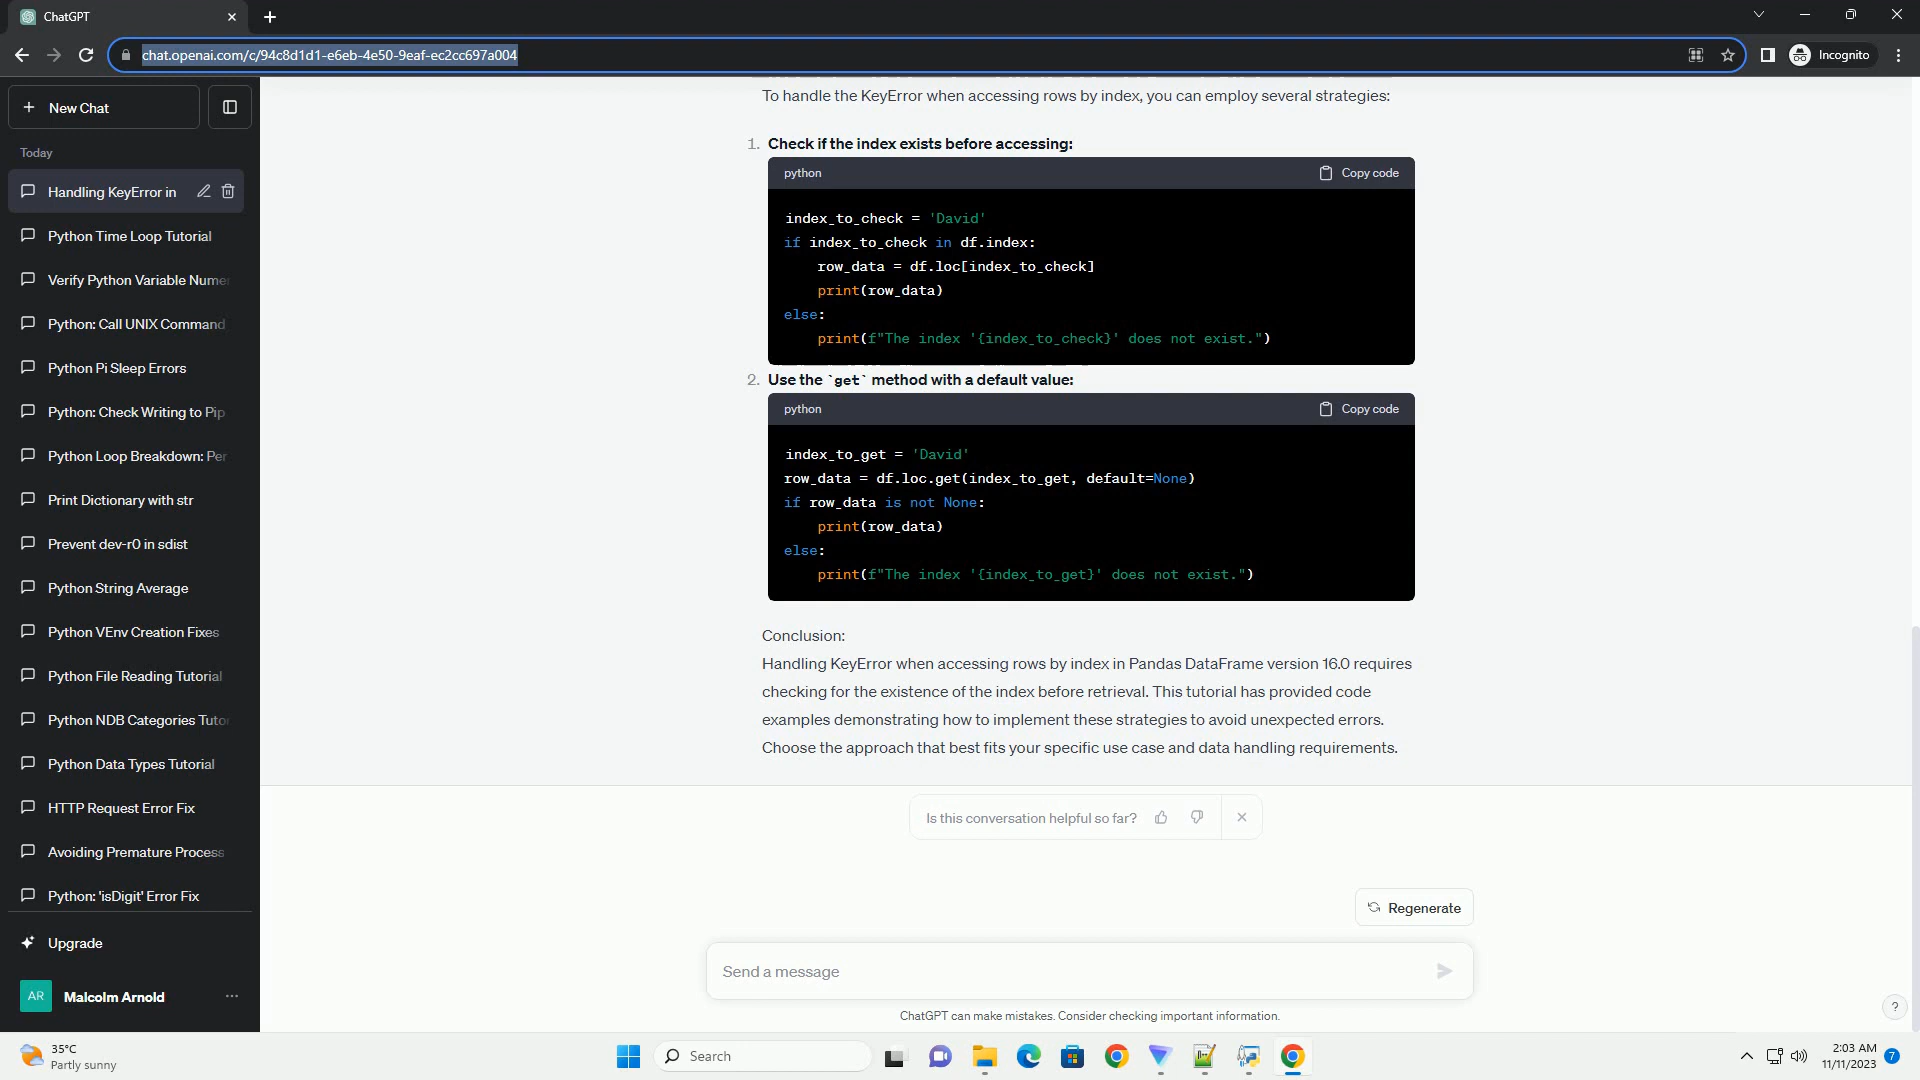 ChatGPT
chat.openai.com/c/94c8d1d1-e6eb-4e50-9eaf-ec2cc697a004
Incognito
New Chat
Today
Handling KeyError in
Python Time Loop Tutorial
Verify Python Variable Numer
Python: Call UNIX Command
Python Pi Sleep Errors
Python: Check Writing to Pip
Python Loop Breakdown: Per
Print Dictionary with str
Prevent dev-r0 in sdist
Python String Average
Python VEnv Creation Fixes
Python File Reading Tutorial
Python NDB Categories Tutor
Python Data Types Tutorial
HTTP Request Error Fix
Avoiding Premature Process
Python: 'isDigit' Error Fix
Upgrade
AR Malcolm Arnold
To handle the KeyError when accessing rows by index, you can employ several strategies:
1. Check if the index exists before accessing:
python Copy code
index_to_check = 'David'
if index_to_check in df.index:
    row_data = df.loc[index_to_check]
    print(row_data)
else:
    print(f"The index '{index_to_check}' does not exist.")
2. Use the `get` method with a default value:
python Copy code
index_to_get = 'David'
row_data = df.loc.get(index_to_get, default=None)
if row_data is not None:
    print(row_data)
else:
    print(f"The index '{index_to_get}' does not exist.")
Conclusion:
Handling KeyError when accessing rows by index in Pandas DataFrame version 16.0 requires
checking for the existence of the index before retrieval. This tutorial has provided code
examples demonstrating how to implement these strategies to avoid unexpected errors.
Choose the approach that best fits your specific use case and data handling requirements.
Is this conversation helpful so far?
Regenerate
Send a message
ChatGPT can make mistakes. Consider checking important information.
?
35°C
Partly sunny
Search
2:03 AM
11/11/2023
7